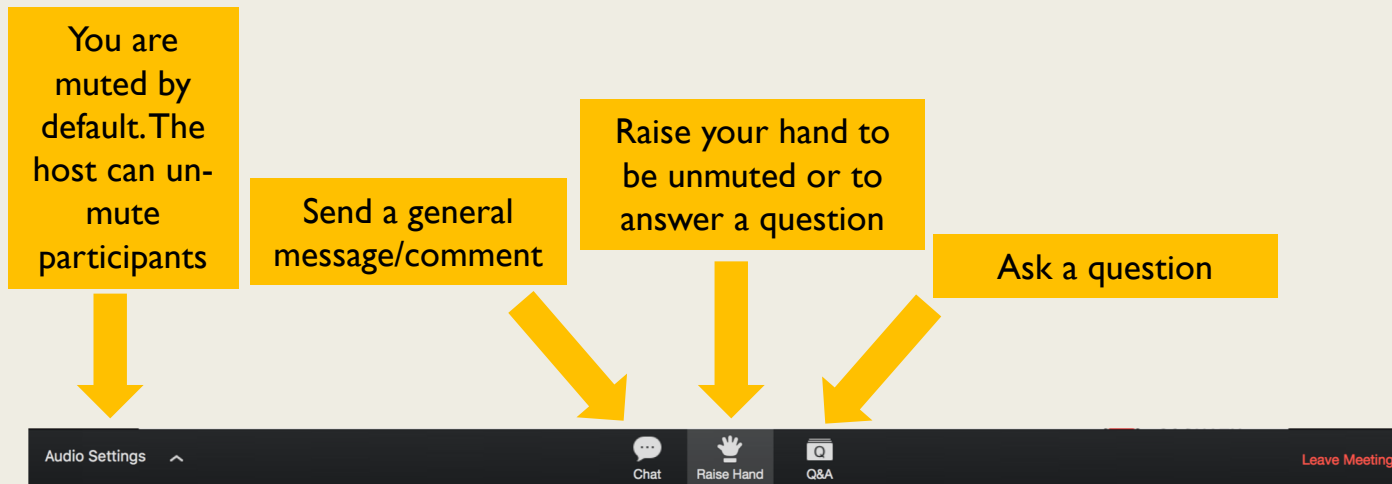 You are
muted by
default. The
host can un-
mute
participants
Send a general
message/comment
Raise your hand to
be unmuted or to
answer a question
Ask a question
Audio Settings
Chat
Raise Hand
Q
Q&A
Leave Meeting